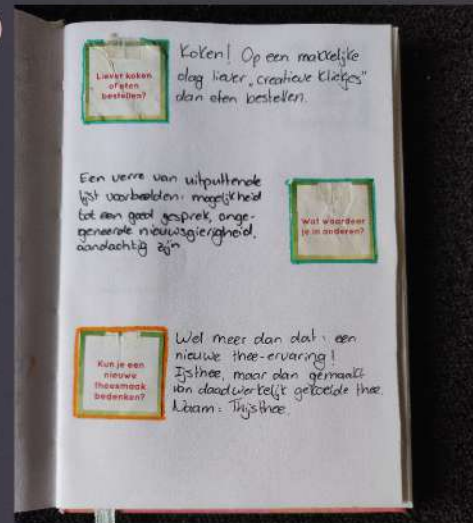 Liever koken
of eten
bestellen?
Koken! Op een makkelijke
dag liever „creatieve kliekjes"
dan eten bestellen.
Een verre van uitputtende
lijst voorbeelden: mogelijkheid
tot een goed gesprek, onge-
geneerde nieuwsgierigheid,
aandachtig zijn
Wat waardeer
je in anderen?
Kun je een
nieuwe
theesmaak
bedenken?
Wel meer dan dat: een
nieuwe thee-ervaring!
Ijsthee, maar dan gemaakt
van daadwerkelijk gekoelde thee.
Naam: Thijsthee.